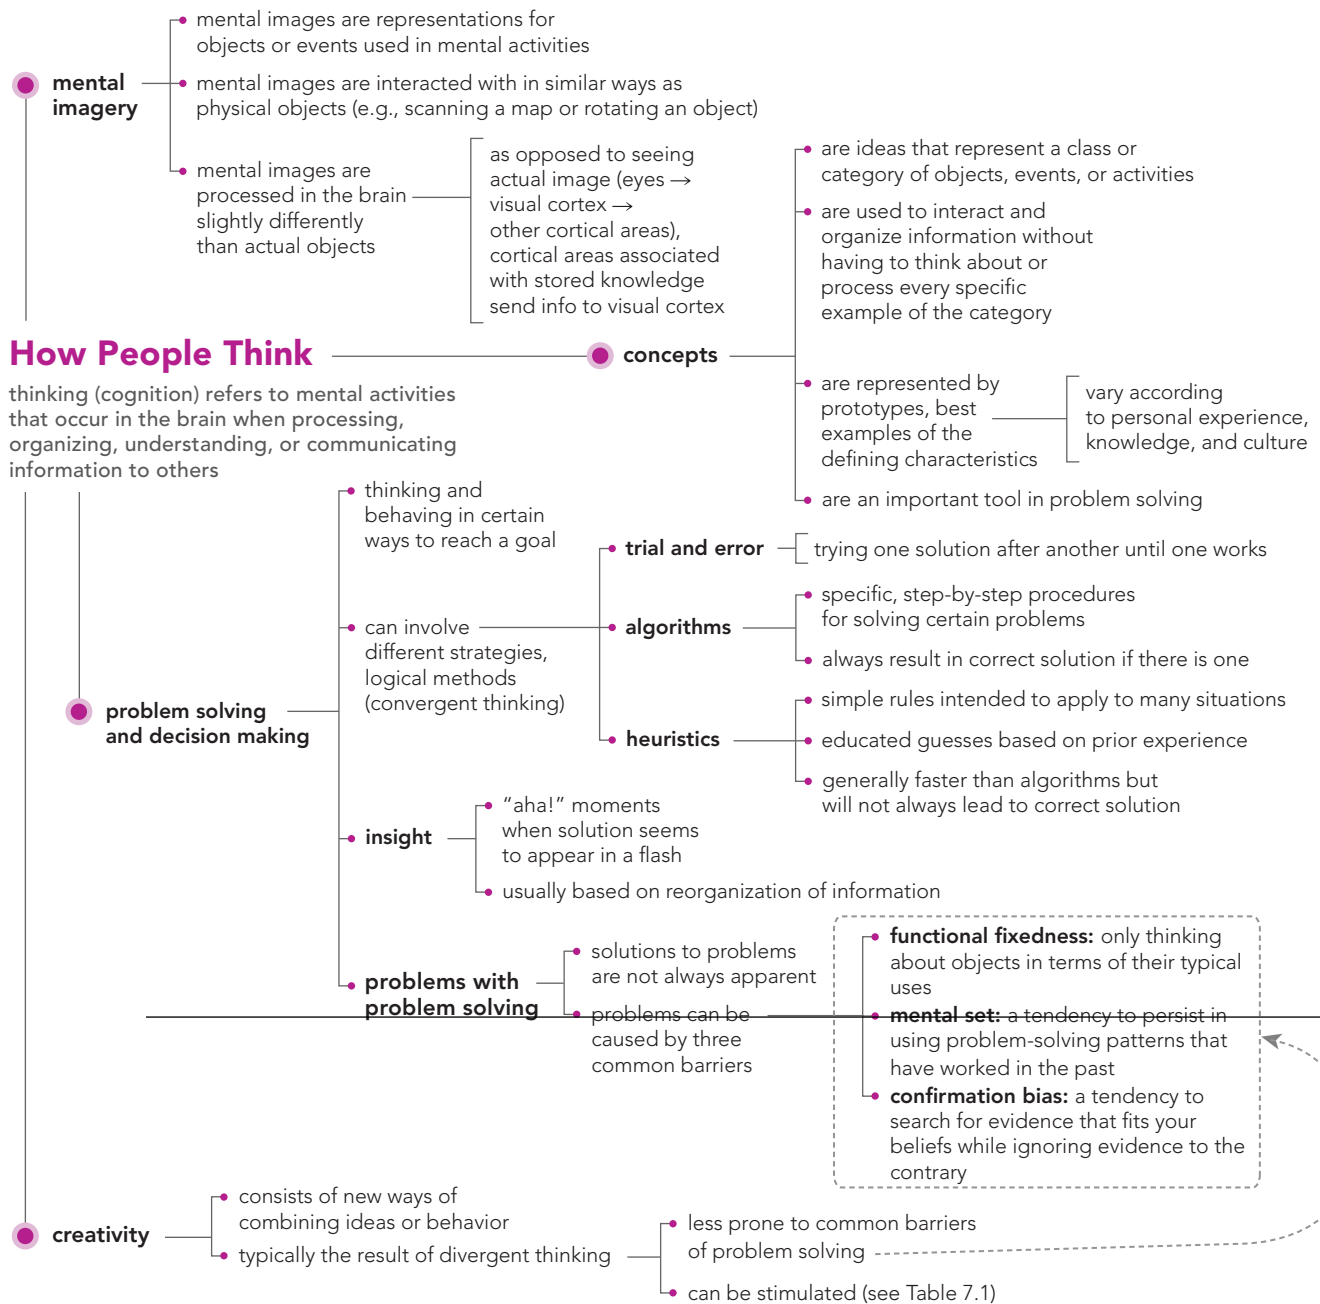 mental images are representations for
objects or events used in mental activities
mental
imagery
mental images are interacted with in similar ways as
physical objects (e.g., scanning a map or rotating an object)
mental images are
processed in the brain
slightly differently
than actual objects
as opposed to seeing
actual image (eyes →
visual cortex →
other cortical areas),
cortical areas associated
with stored knowledge
send info to visual cortex
How People Think
thinking (cognition) refers to mental activities
that occur in the brain when processing,
organizing, understanding, or communicating
information to others
concepts
are ideas that represent a class or
category of objects, events, or activities
are used to interact and
organize information without
having to think about or
process every specific
example of the category
are represented by
prototypes, best
examples of the
defining characteristics
vary according
to personal experience,
knowledge, and culture
are an important tool in problem solving
problem solving
and decision making
thinking and
behaving in certain
ways to reach a goal
can involve
different strategies,
logical methods
(convergent thinking)
trial and error
trying one solution after another until one works
algorithms
specific, step-by-step procedures
for solving certain problems
always result in correct solution if there is one
heuristics
simple rules intended to apply to many situations
educated guesses based on prior experience
generally faster than algorithms but
will not always lead to correct solution
insight
“aha!” moments
when solution seems
to appear in a flash
usually based on reorganization of information
problems with
problem solving
solutions to problems
are not always apparent
problems can be
caused by three
common barriers
functional fixedness: only thinking
about objects in terms of their typical
uses
mental set: a tendency to persist in
using problem-solving patterns that
have worked in the past
confirmation bias: a tendency to
search for evidence that fits your
beliefs while ignoring evidence to the
contrary
creativity
consists of new ways of
combining ideas or behavior
typically the result of divergent thinking
less prone to common barriers
of problem solving
can be stimulated (see Table 7.1)